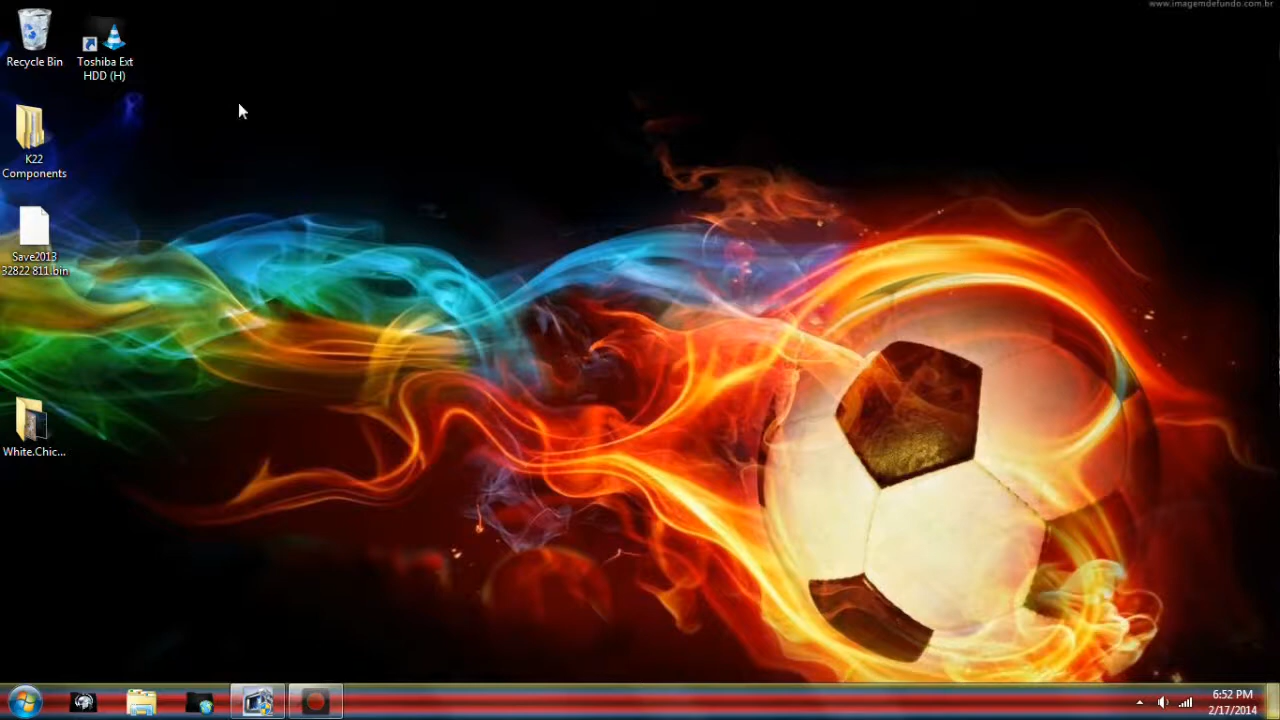 www.imagemdefundo.com.br
Recycle Bin
Toshiba Ext
HDD (H)
K22
Components
Save2013
32822 811.bin
White.Chic...
6:52 PM
2/17/2014